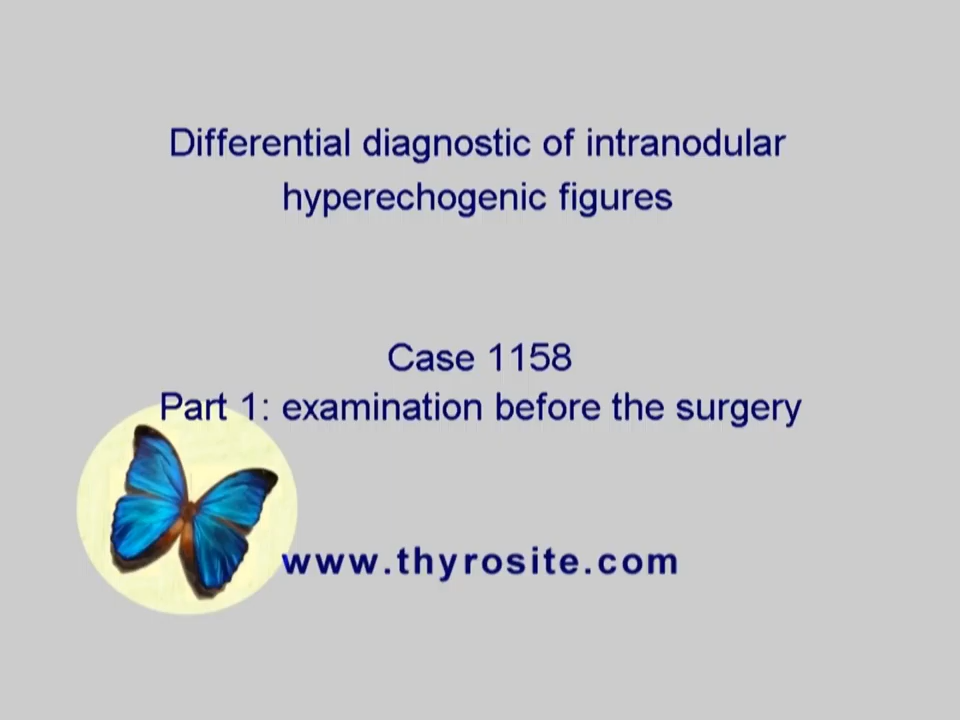 Differential diagnostic of intranodular
hyperechogenic figures
Case 1158
Part 1: examination before the surgery
www.thyrosite.com